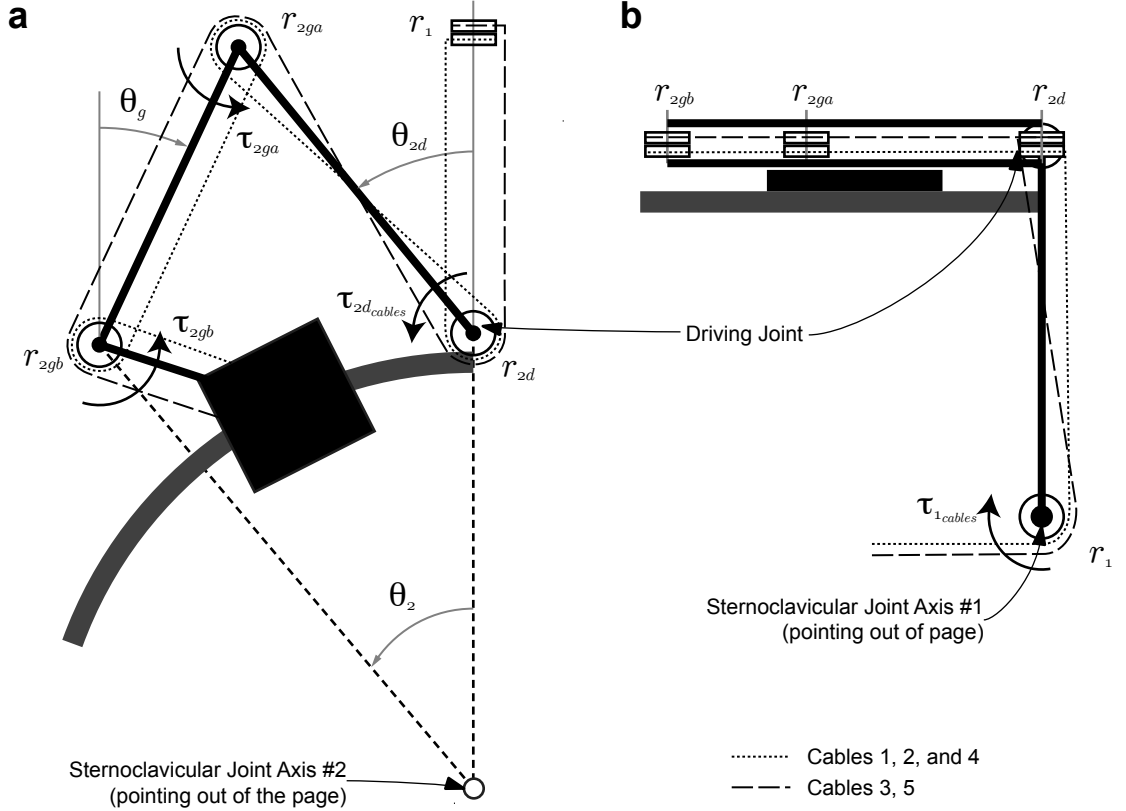 a
r₂ga
r₁
θg
τ₂ga
θ₂d
τ₂dcables
τ₂gb
r₂gb
r₂d
θ₂
Sternoclavicular Joint Axis #2
(pointing out of the page)
b
r₂gb
r₂ga
r₂d
Driving Joint
τ₁cables
r₁
Sternoclavicular Joint Axis #1
(pointing out of page)
Cables 1, 2, and 4
Cables 3, 5